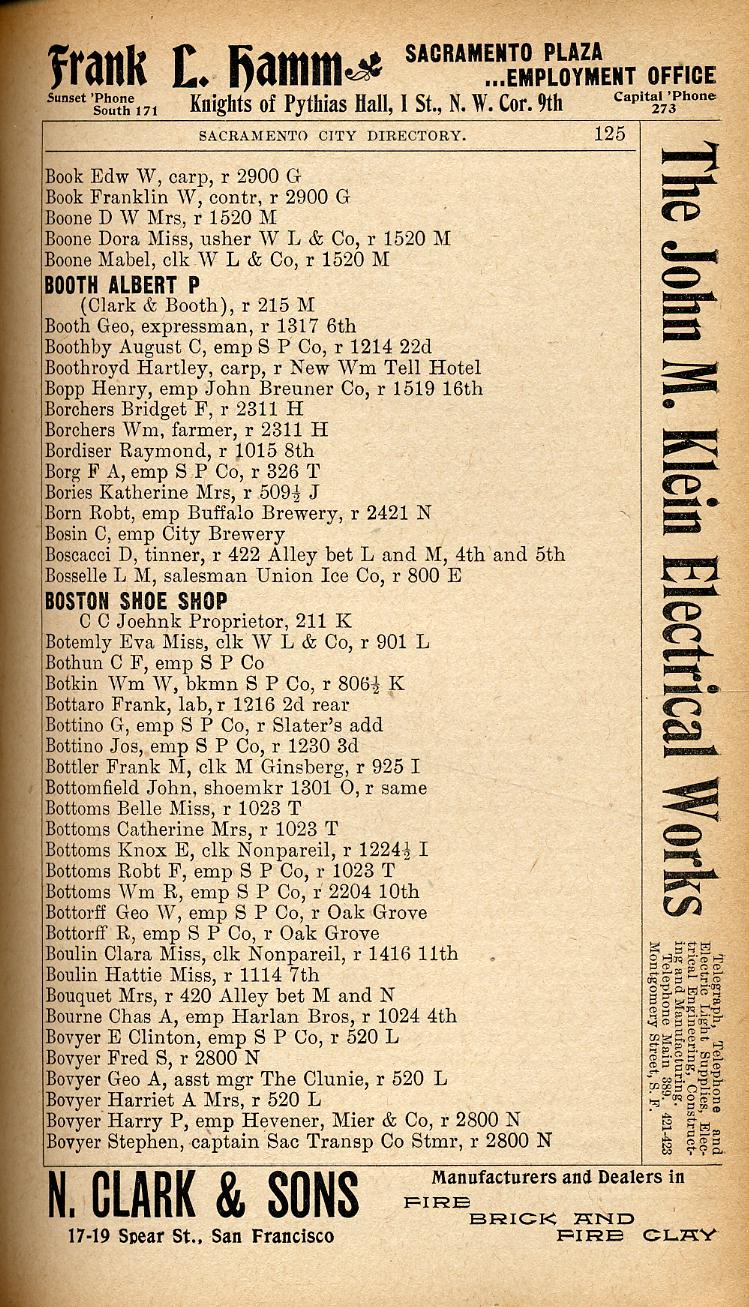 Frank L. Hamm
SACRAMENTO PLAZA
...EMPLOYMENT OFFICE
Sunset 'Phone
South 171
Knights of Pythias Hall, I St., N. W. Cor. 9th
Capital 'Phone
273
SACRAMENTO CITY DIRECTORY. 125
Book Edw W, carp, r 2900 G
Book Franklin W, contr, r 2900 G
Boone D W Mrs, r 1520 M
Boone Dora Miss, usher W L & Co, r 1520 M
Boone Mabel, clk W L & Co, r 1520 M
BOOTH ALBERT P
(Clark & Booth), r 215 M
Booth Geo, expressman, r 1317 6th
Boothby August C, emp S P Co, r 1214 22d
Boothroyd Hartley, carp, r New Wm Tell Hotel
Bopp Henry, emp John Breuner Co, r 1519 16th
Borchers Bridget F, r 2311 H
Borchers Wm, farmer, r 2311 H
Bordiser Raymond, r 1015 8th
Borg F A, emp S P Co, r 326 T
Bories Katherine Mrs, r 509½ J
Born Robt, emp Buffalo Brewery, r 2421 N
Bosin C, emp City Brewery
Boscacci D, tinner, r 422 Alley bet L and M, 4th and 5th
Bosselle L M, salesman Union Ice Co, r 800 E
BOSTON SHOE SHOP
C C Joehnk Proprietor, 211 K
Botemly Eva Miss, clk W L & Co, r 901 L
Bothun C F, emp S P Co
Botkin Wm W, bkmn S P Co, r 806½ K
Bottaro Frank, lab, r 1216 2d rear
Bottino G, emp S P Co, r Slater's add
Bottino Jos, emp S P Co, r 1230 3d
Bottler Frank M, clk M Ginsberg, r 925 I
Bottomfield John, shoemkr 1301 O, r same
Bottoms Belle Miss, r 1023 T
Bottoms Catherine Mrs, r 1023 T
Bottoms Knox E, clk Nonpareil, r 1224½ I
Bottoms Robt F, emp S P Co, r 1023 T
Bottoms Wm R, emp S P Co, r 2204 10th
Bottorff Geo W, emp S P Co, r Oak Grove
Bottorff R, emp S P Co, r Oak Grove
Boulin Clara Miss, clk Nonpareil, r 1416 11th
Boulin Hattie Miss, r 1114 7th
Bouquet Mrs, r 420 Alley bet M and N
Bourne Chas A, emp Harlan Bros, r 1024 4th
Bovyer E Clinton, emp S P Co, r 520 L
Bovyer Fred S, r 2800 N
Bovyer Geo A, asst mgr The Clunie, r 520 L
Bovyer Harriet A Mrs, r 520 L
Bovyer Harry P, emp Hevener, Mier & Co, r 2800 N
Bovyer Stephen, captain Sac Transp Co Stmr, r 2800 N
The John M. Klein Electrical Works
Telegraph, Telephone and
Electric Light Supplies, Elec-
trical Engineering, Construct-
ing and Manufacturing.
Telephone Main 389. 421-423
Montgomery Street, S. F.
N. CLARK & SONS
17-19 Spear St., San Francisco
Manufacturers and Dealers in
FIRE
BRICK AND
FIRE CLAY